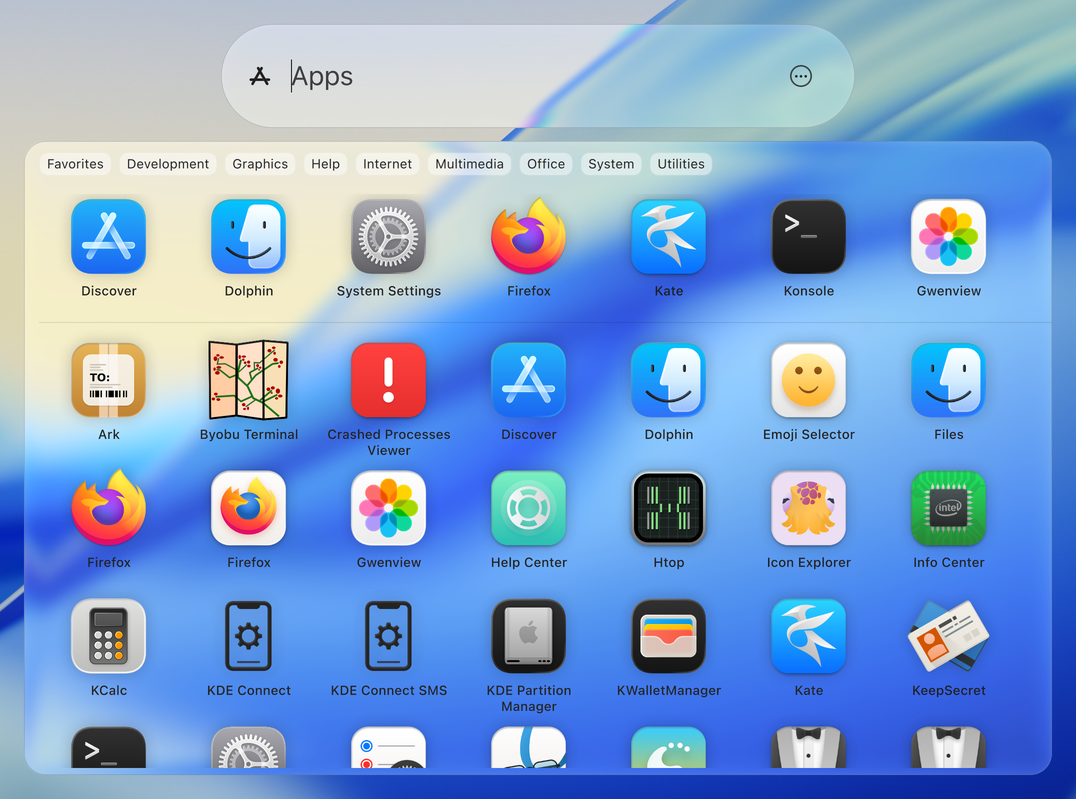 Apps
Favorites Development Graphics Help Internet Multimedia Office System Utilities
>_
Discover Dolphin System Settings Firefox Kate Konsole Gwenview
TO:
Ark Byobu Terminal Crashed Processes Viewer Discover Dolphin Emoji Selector Files
intel
Firefox Firefox Gwenview Help Center Htop Icon Explorer Info Center
KCalc KDE Connect KDE Connect SMS KDE Partition Manager KWalletManager Kate KeepSecret
>_